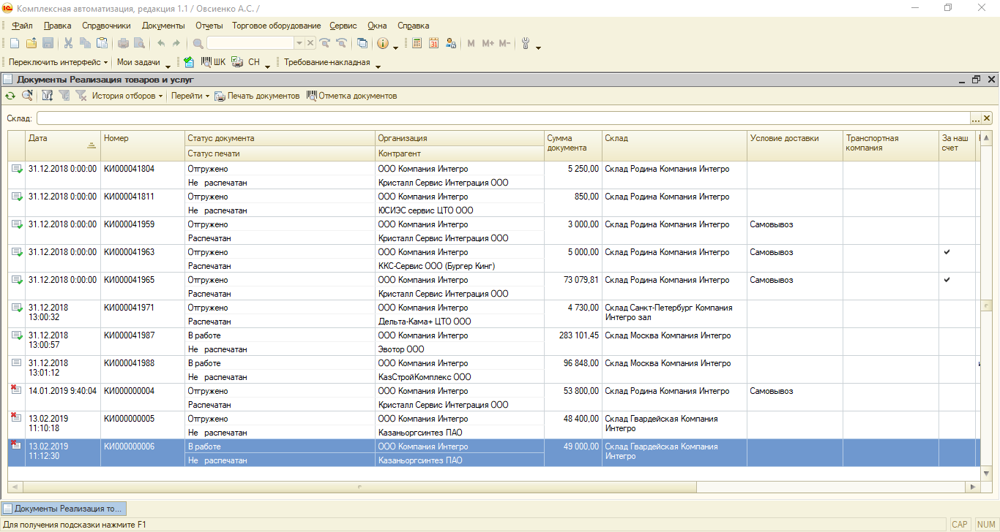 Комплексная автоматизация, редакция 1.1 / Овсиенко А.С. /
Файл Правка Справочники Документы Отчеты Торговое оборудование Сервис Окна Справка
M M+ M-
Переключить интерфейс Мои задачи ШК СН Требование-накладная
Документы Реализация товаров и услуг
История отборов Перейти Печать документов Отметка документов
Склад:
Дата Номер Статус документа Организация Сумма документа Склад Условие доставки Транспортная компания За наш счет
Статус печати Контрагент
31.12.2018 0:00:00 КИ000041804 Отгружено ООО Компания Интегро 5 250,00 Склад Родина Компания Интегро
Не распечатан Кристалл Сервис Интеграция ООО
31.12.2018 0:00:00 КИ000041811 Отгружено ООО Компания Интегро 850,00 Склад Родина Компания Интегро
Не распечатан ЮСИЭС сервис ЦТО ООО
31.12.2018 0:00:00 КИ000041959 Отгружено ООО Компания Интегро 3 000,00 Склад Родина Компания Интегро Самовывоз
Распечатан Кристалл Сервис Интеграция ООО
31.12.2018 0:00:00 КИ000041963 Отгружено ООО Компания Интегро 5 000,00 Склад Родина Компания Интегро Самовывоз
Распечатан ККС-Сервис ООО (Бургер Кинг)
31.12.2018 0:00:00 КИ000041965 Отгружено ООО Компания Интегро 73 079,81 Склад Родина Компания Интегро Самовывоз
Распечатан Кристалл Сервис Интеграция ООО
31.12.2018 КИ000041971 Отгружено ООО Компания Интегро 4 730,00 Склад Санкт-Петербург Компания
13:00:32 Распечатан Дельта-Кама+ ЦТО ООО Интегро зал
31.12.2018 КИ000041987 В работе ООО Компания Интегро 283 101,45 Склад Москва Компания Интегро
13:00:57 Не распечатан Эвотор ООО
31.12.2018 КИ000041988 В работе ООО Компания Интегро 96 848,00 Склад Москва Компания Интегро
13:01:12 Не распечатан КазСтройКомплекс ООО
14.01.2019 9:40:04 КИ000000004 Отгружено ООО Компания Интегро 53 800,00 Склад Родина Компания Интегро Самовывоз
Распечатан Кристалл Сервис Интеграция ООО
13.02.2019 КИ000000005 Отгружено ООО Компания Интегро 48 400,00 Склад Гвардейская Компания
11:10:18 Не распечатан Казаньоргсинтез ПАО Интегро
13.02.2019 КИ000000006 В работе ООО Компания Интегро 49 000,00 Склад Гвардейская Компания
11:12:30 Не распечатан Казаньоргсинтез ПАО Интегро
Документы Реализация то...
Для получения подсказки нажмите F1 CAP NUM